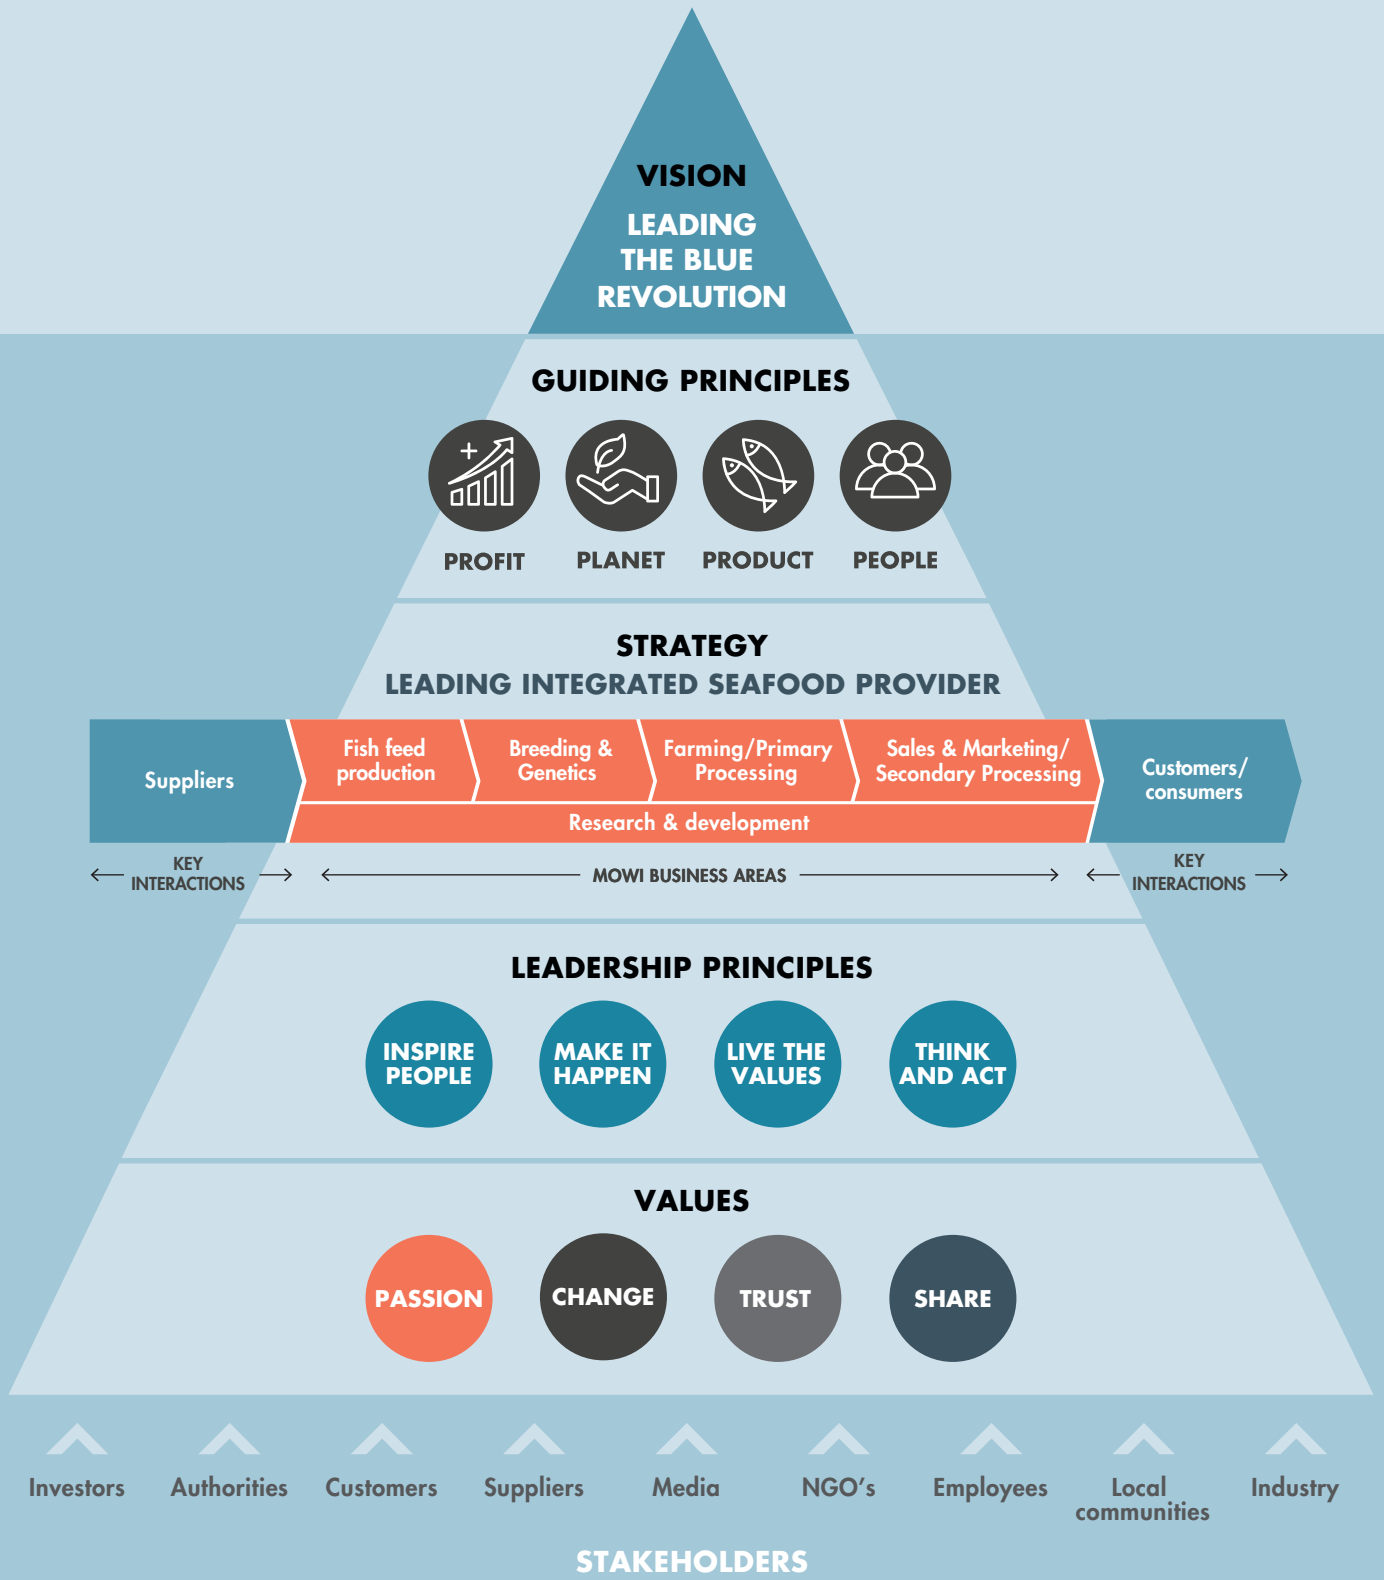 VISION
LEADING
THE BLUE
REVOLUTION
GUIDING PRINCIPLES
PROFIT
PLANET
PRODUCT
PEOPLE
STRATEGY
LEADING INTEGRATED SEAFOOD PROVIDER
Suppliers
Fish feed
production
Breeding &
Genetics
Farming/Primary
Processing
Sales & Marketing/
Secondary Processing
Customers/
consumers
Research & development
KEY
INTERACTIONS
MOWI BUSINESS AREAS
KEY
INTERACTIONS
LEADERSHIP PRINCIPLES
INSPIRE
PEOPLE
MAKE IT
HAPPEN
LIVE THE
VALUES
THINK
AND ACT
VALUES
PASSION
CHANGE
TRUST
SHARE
Investors
Authorities
Customers
Suppliers
Media
NGO's
Employees
Local
communities
Industry
STAKEHOLDERS